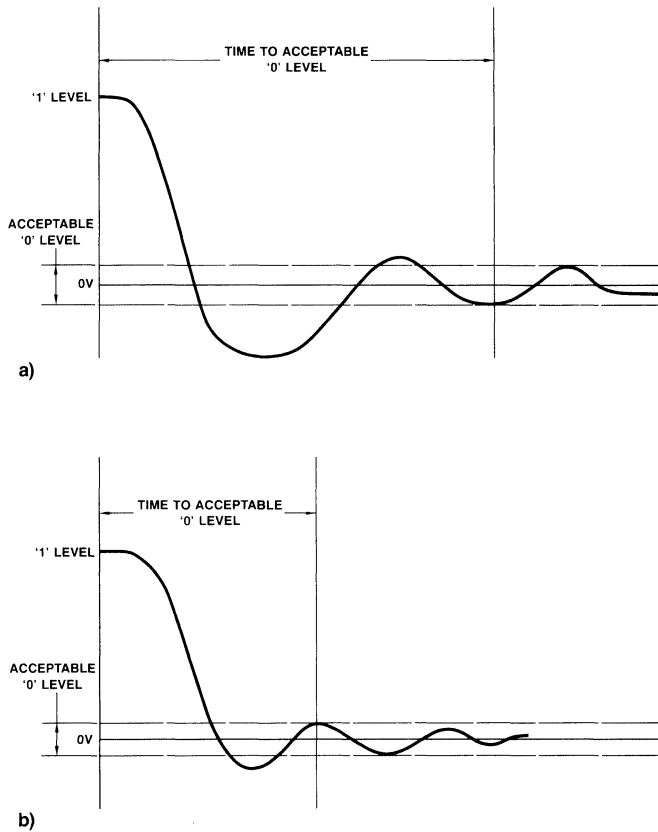 TIME TO ACCEPTABLE
'0' LEVEL
'1' LEVEL
ACCEPTABLE
'0' LEVEL
0V
a)
TIME TO ACCEPTABLE
'0' LEVEL
'1' LEVEL
ACCEPTABLE
'0' LEVEL
0V
b)